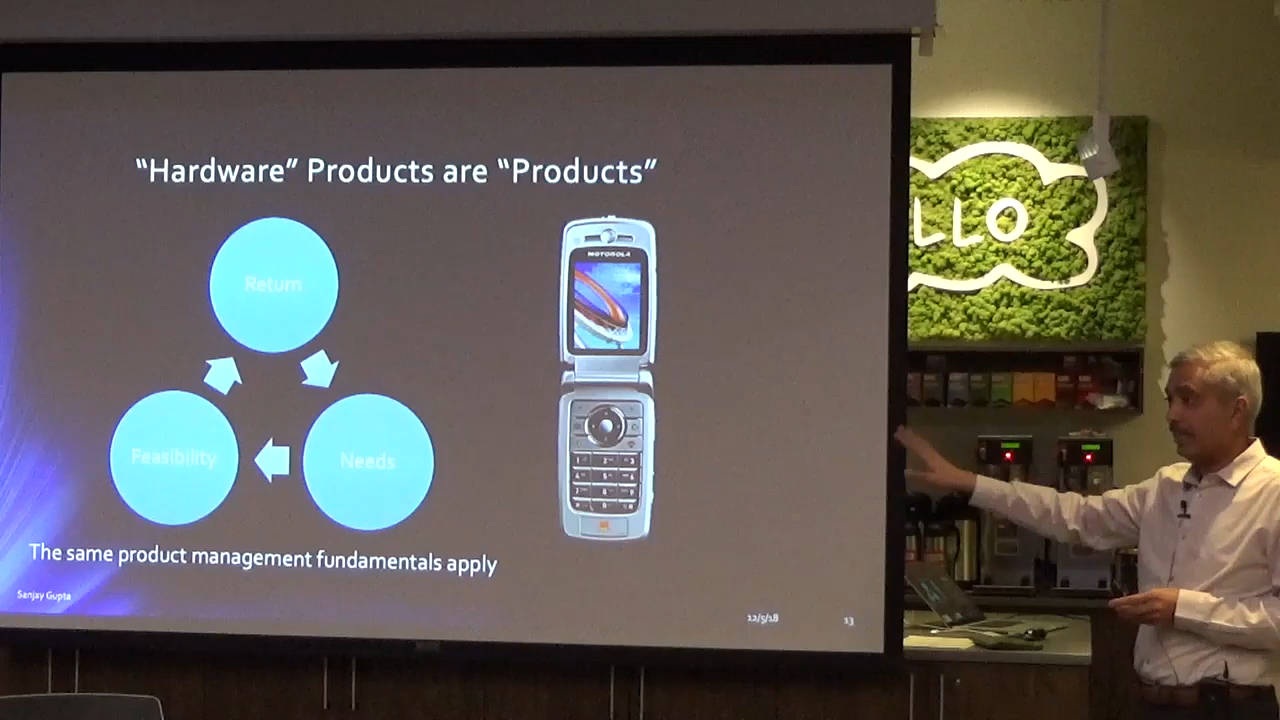 “Hardware” Products are “Products”
Return
MOTOROLA
LLO
Feasibility
Needs
The same product management fundamentals apply
Sanjay Gupta
12/5/18
13